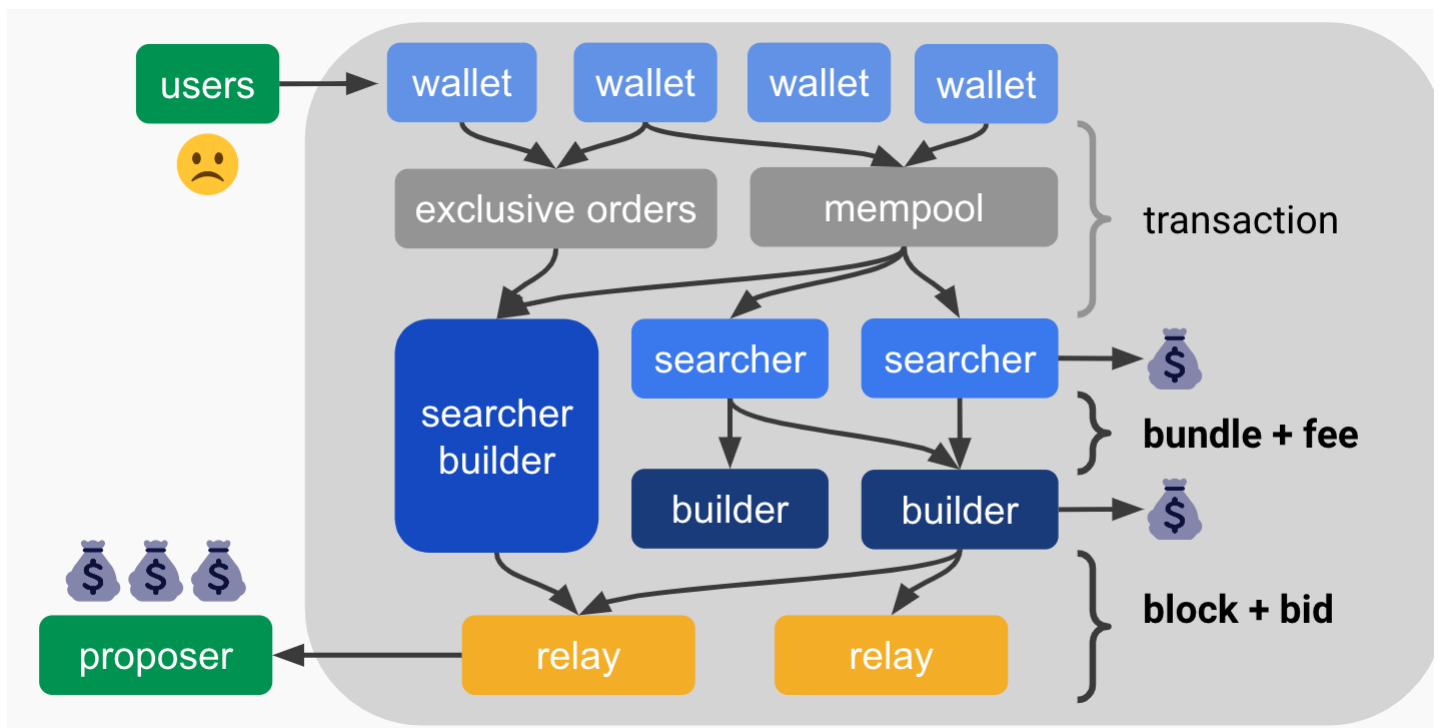 users
wallet
wallet
wallet
wallet
exclusive orders
mempool
transaction
searcher
builder
searcher
searcher
$
bundle + fee
builder
builder
$
$ $ $
block + bid
proposer
relay
relay